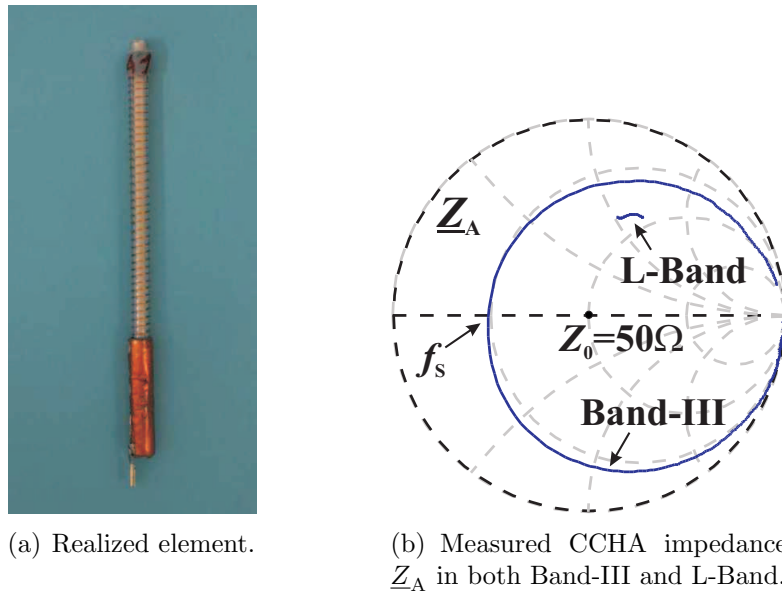 Z_A
L-Band
Z_0=50Ω
f_s
Band-III
(a) Realized element.
(b) Measured CCHA impedance
Z_A in both Band-III and L-Band.